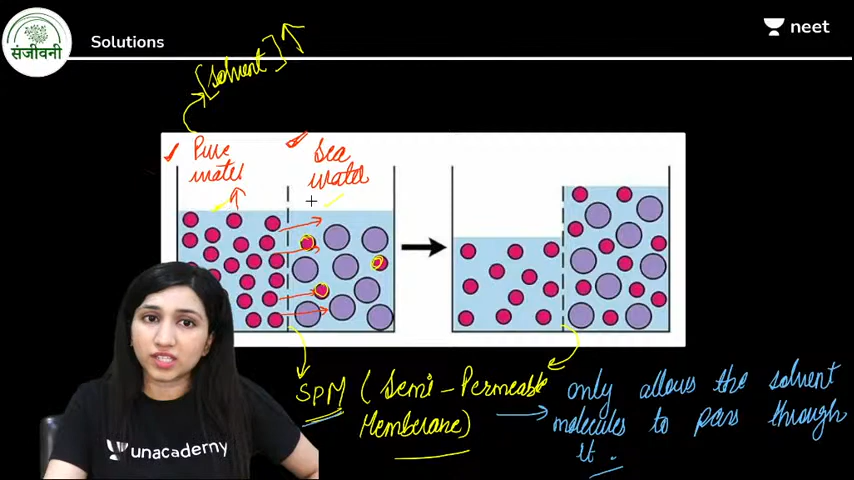 संजीवनी
Solutions
neet
[Solvent] ↑
Pure
water
Sea
water
SPM (Semi-Permeable
Membrane)
only allows the solvent
molecules to pass through
it.
unacademy